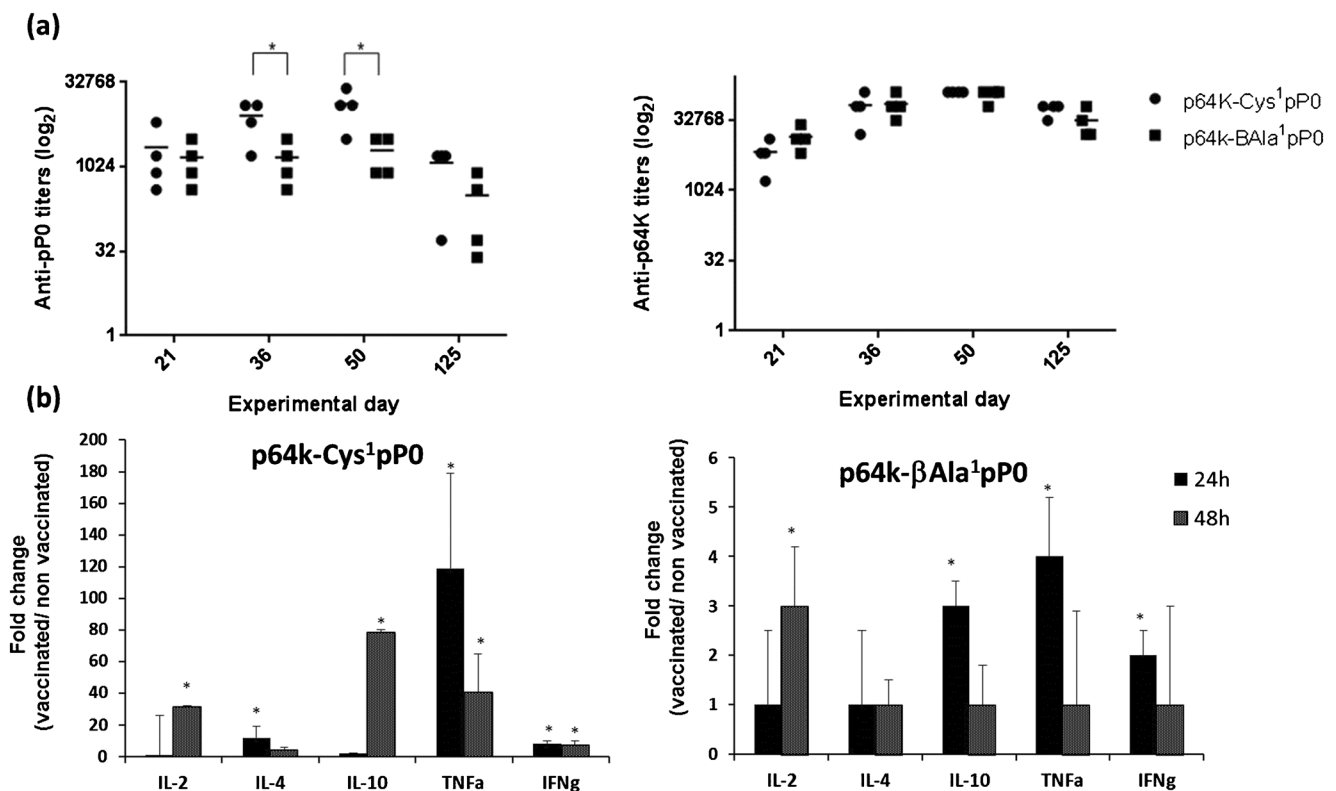 (a)
*
*
32768
1024
32
1
Anti-pP0 titers (log₂)
21
36
50
125
Experimental day
32768
1024
32
1
Anti-p64K titers (log₂)
21
36
50
125
Experimental day
p64K-Cys¹pP0
p64k-BAla¹pP0
(b)
p64k-Cys¹pP0
200
180
160
140
120
100
80
60
40
20
0
Fold change
(vaccinated/ non vaccinated)
*
*
*
*
*
*
*
IL-2
IL-4
IL-10
TNFa
IFNg
p64k-βAla¹pP0
6
5
4
3
2
1
0
Fold change
(vaccinated/ non vaccinated)
*
*
*
*
IL-2
IL-4
IL-10
TNFa
IFNg
24h
48h